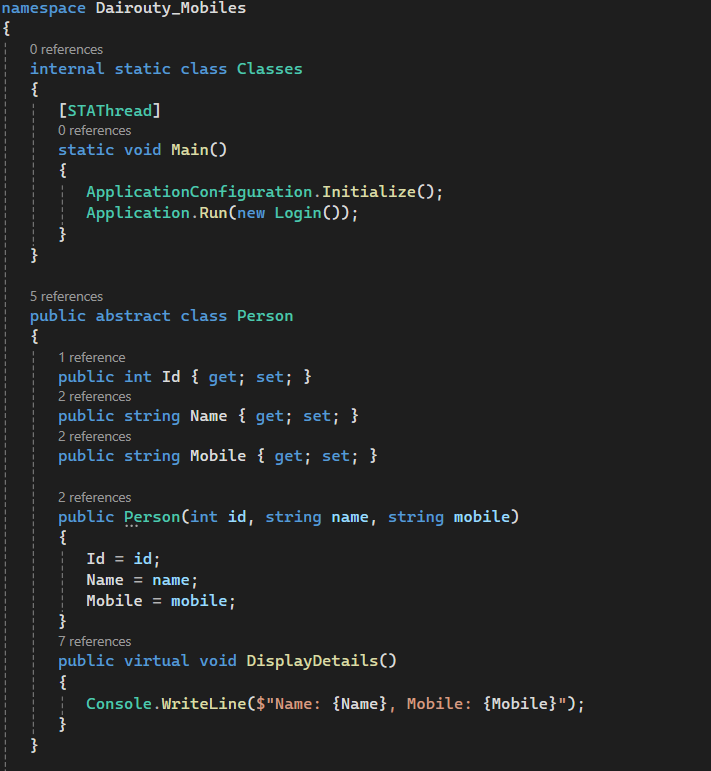 namespace Dairouty_Mobiles
{
0 references
internal static class Classes
{
[STAThread]
0 references
static void Main()
{
ApplicationConfiguration.Initialize();
Application.Run(new Login());
}
}
5 references
public abstract class Person
{
1 reference
public int Id { get; set; }
2 references
public string Name { get; set; }
2 references
public string Mobile { get; set; }
2 references
public Person(int id, string name, string mobile)
{
Id = id;
Name = name;
Mobile = mobile;
}
7 references
public virtual void DisplayDetails()
{
Console.WriteLine($"Name: {Name}, Mobile: {Mobile}");
}
}